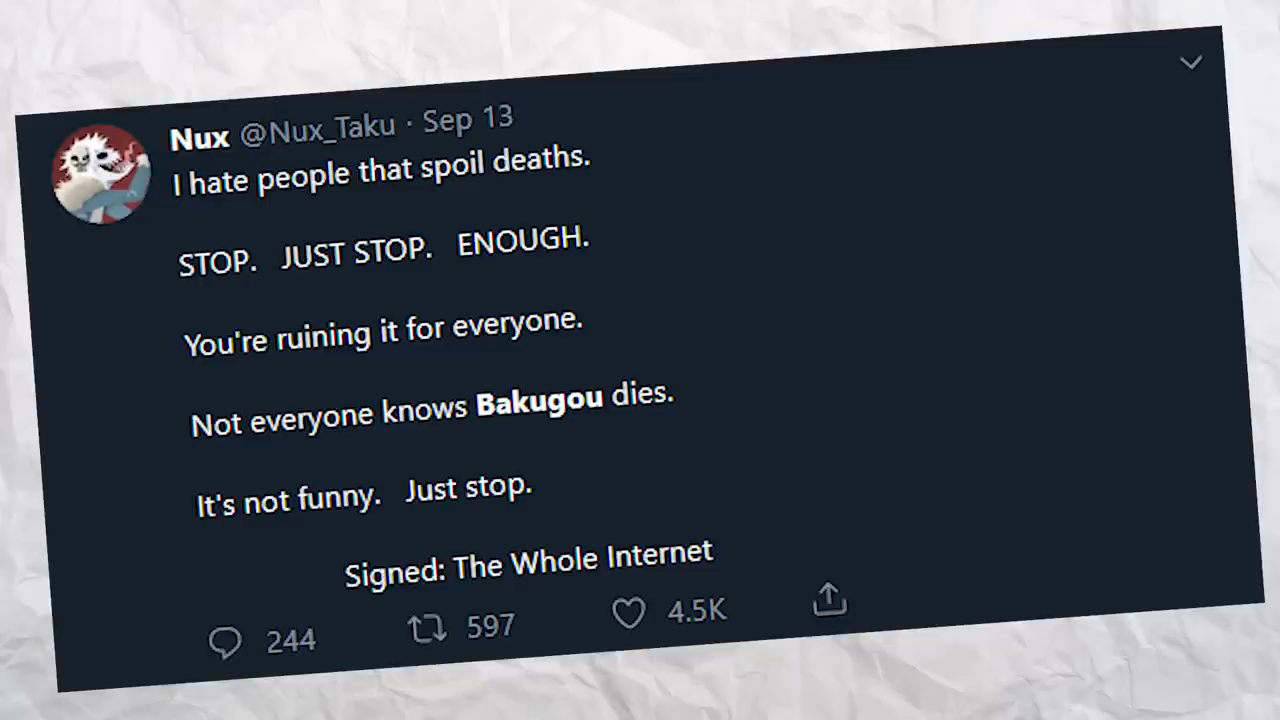 Nux @Nux_Taku · Sep 13
I hate people that spoil deaths.
STOP.   JUST STOP.   ENOUGH.
You're ruining it for everyone.
Not everyone knows Bakugou dies.
It's not funny.   Just stop.
Signed: The Whole Internet
244 597 4.5K